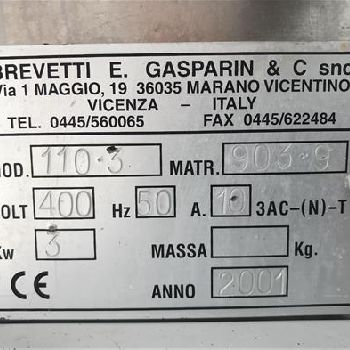 BREVETTI E. GASPARIN & C snc
Via 1 MAGGIO, 19 36035 MARANO VICENTINO
VICENZA - ITALY
TEL. 0445/560065 FAX 0445/622484
MOD. 110.3 MATR. 903.9
VOLT 400 Hz 50 A. 10 3AC-(N)-T
Kw 3 MASSA Kg.
CE ANNO 2001